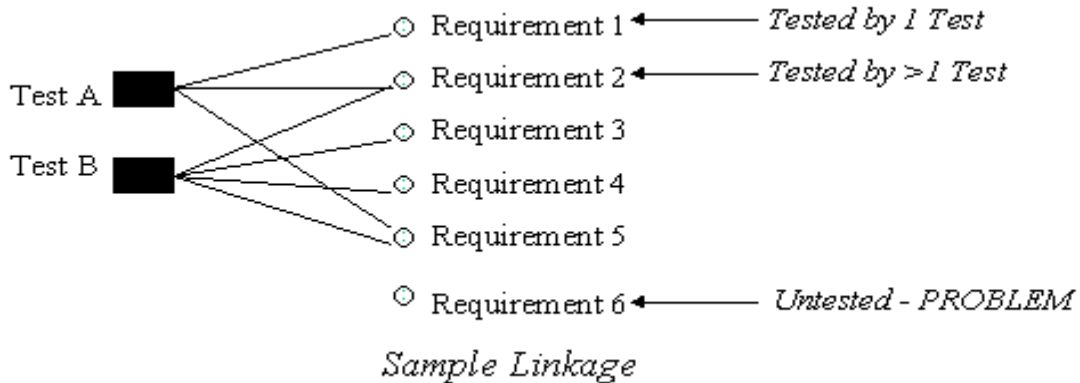 Requirement 1 Tested by 1 Test
Requirement 2 Tested by >1 Test
Test A
Requirement 3
Test B
Requirement 4
Requirement 5
Requirement 6 Untested - PROBLEM
Sample Linkage